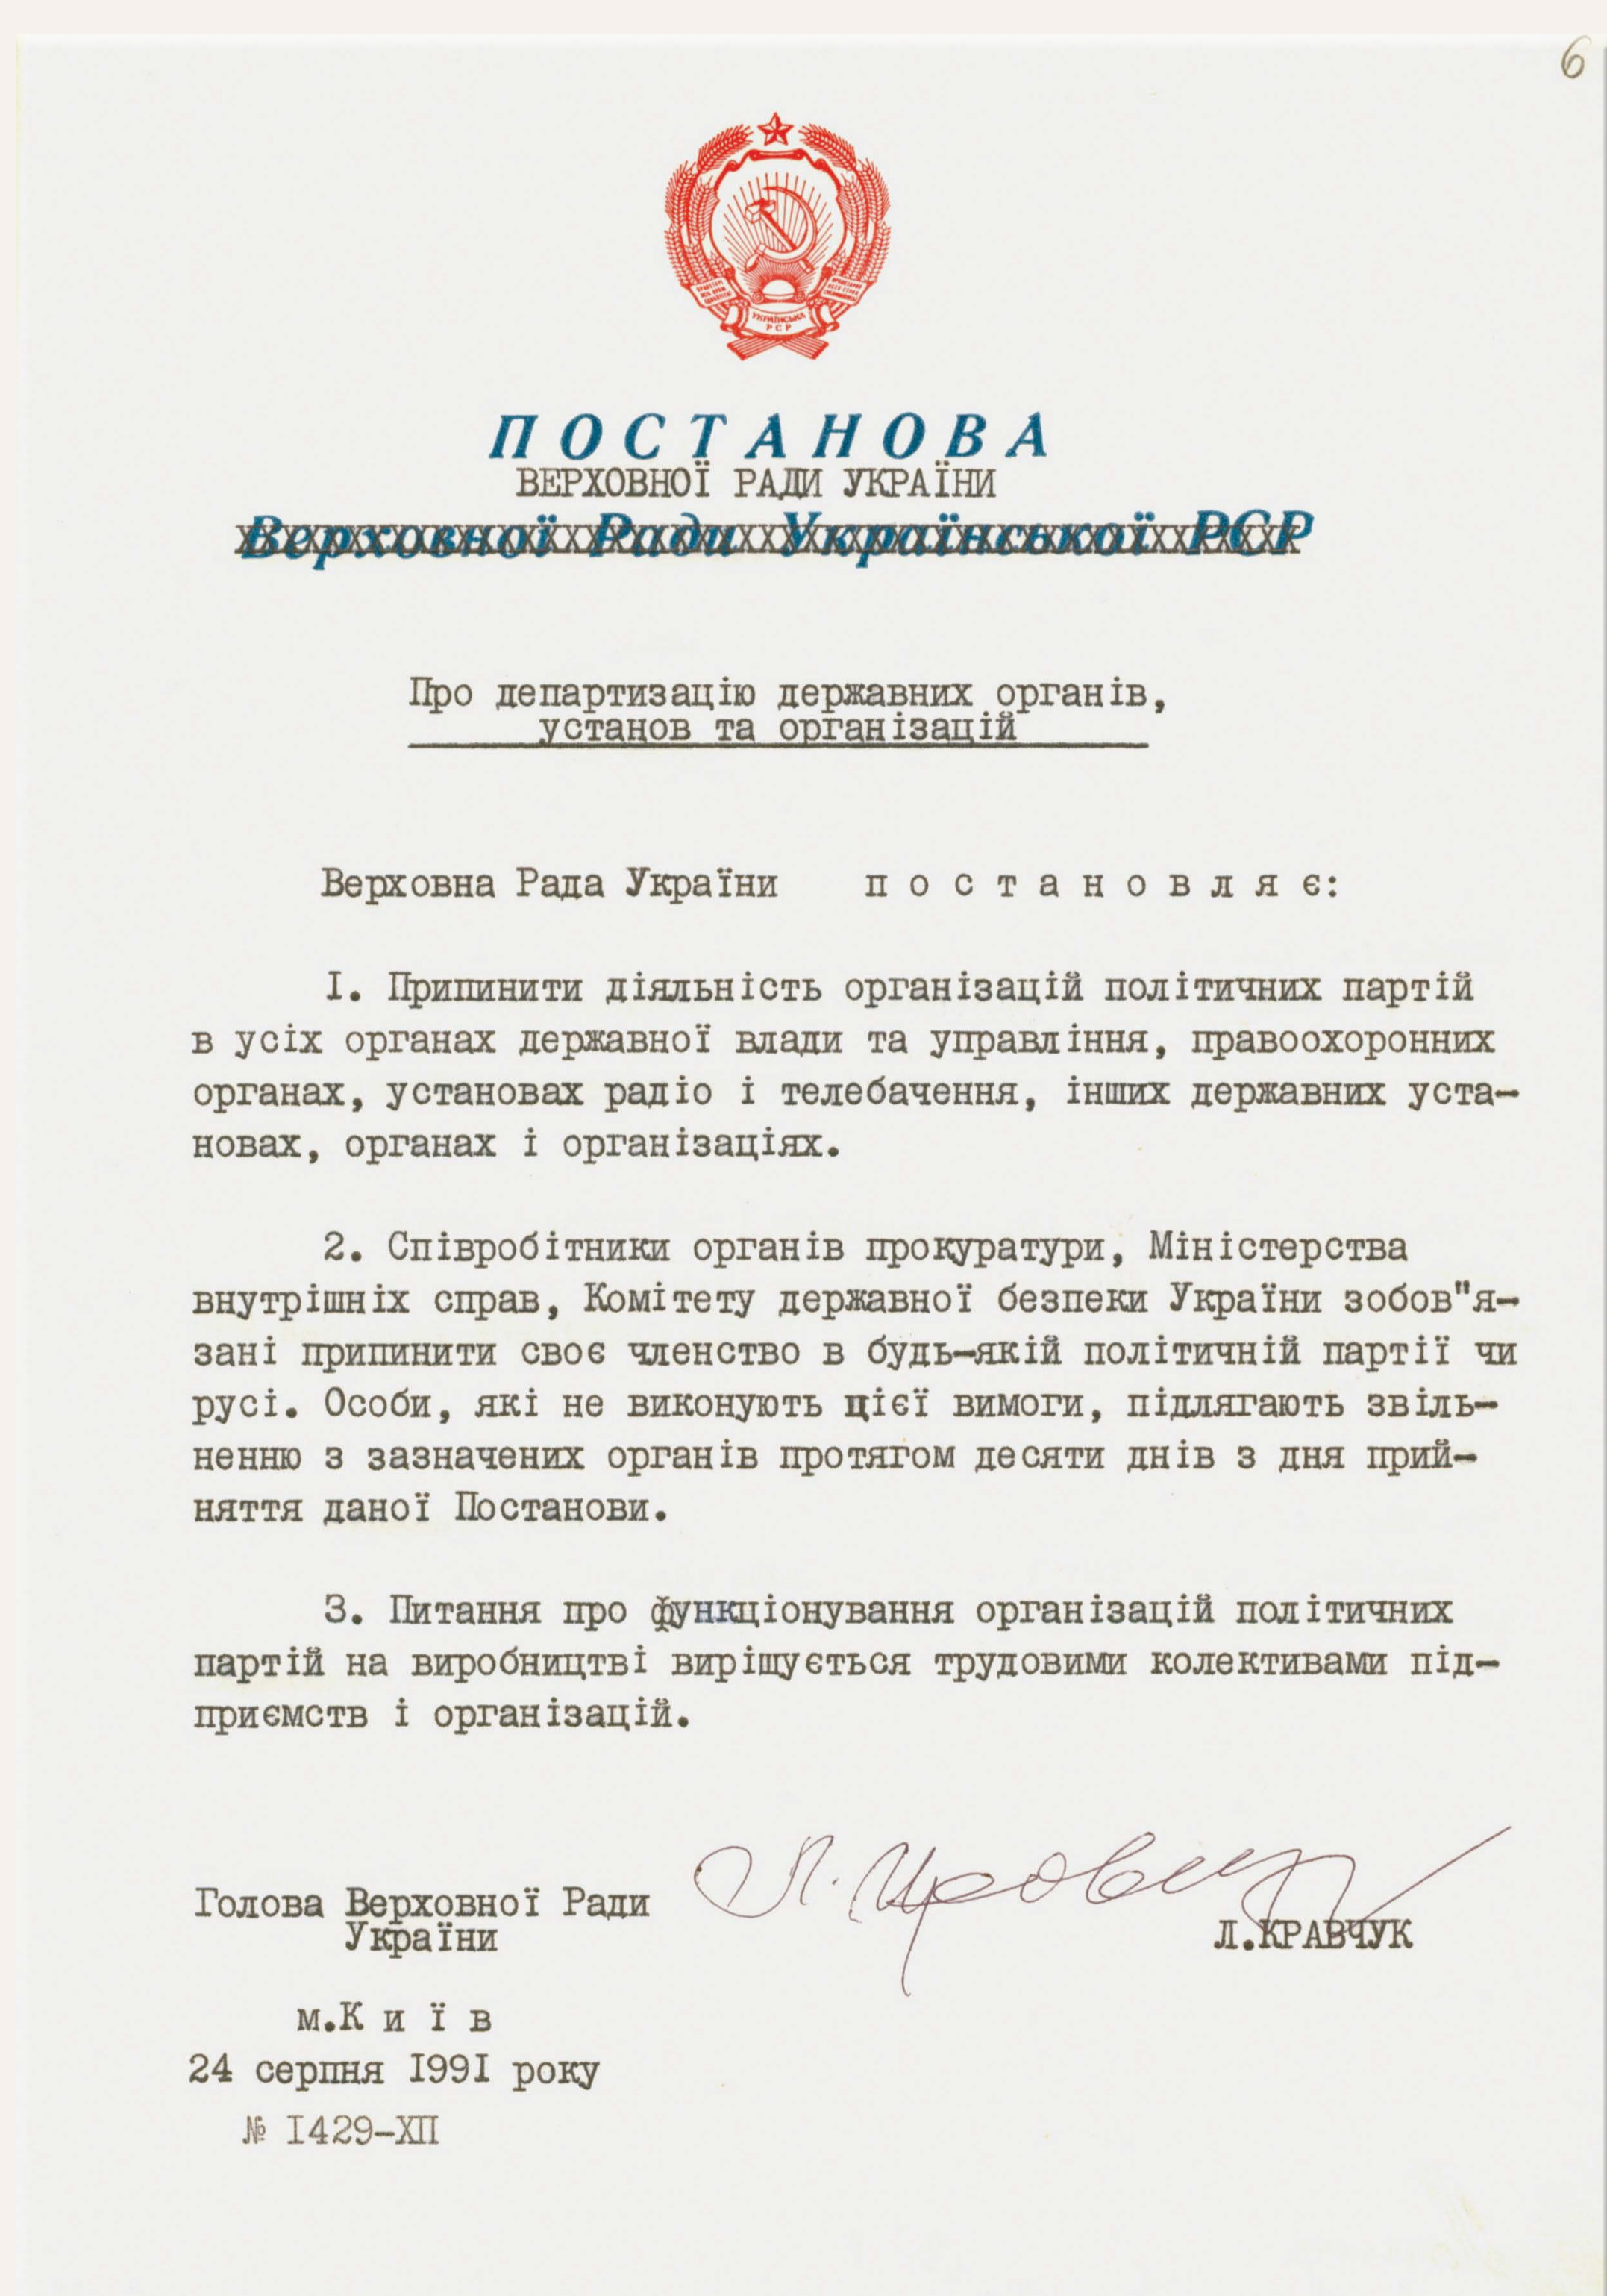 6
УКРАЇНСЬКА
РСР
ПОСТАНОВА
ВЕРХОВНОЇ РАДИ УКРАЇНИ
Верховної Ради Української РСР
Про департизацію державних органів,
установ та організацій
Верховна Рада України п о с т а н о в л я є:
I. Припинити діяльність організацій політичних партій
в усіх органах державної влади та управління, правоохоронних
органах, установах радіо і телебачення, інших державних уста-
новах, органах і організаціях.
2. Співробітники органів прокуратури, Міністерства
внутрішніх справ, Комітету державної безпеки України зобов"я-
зані припинити своє членство в будь-якій політичній партії чи
русі. Особи, які не виконують цієї вимоги, підлягають звіль-
ненню з зазначених органів протягом десяти днів з дня прий-
няття даної Постанови.
3. Питання про функціонування організацій політичних
партій на виробництві вирішується трудовими колективами під-
приємств і організацій.
Голова Верховної Ради
України
Л.КРАВЧУК
м.К и ї в
24 серпня I99I року
№ I429-XII